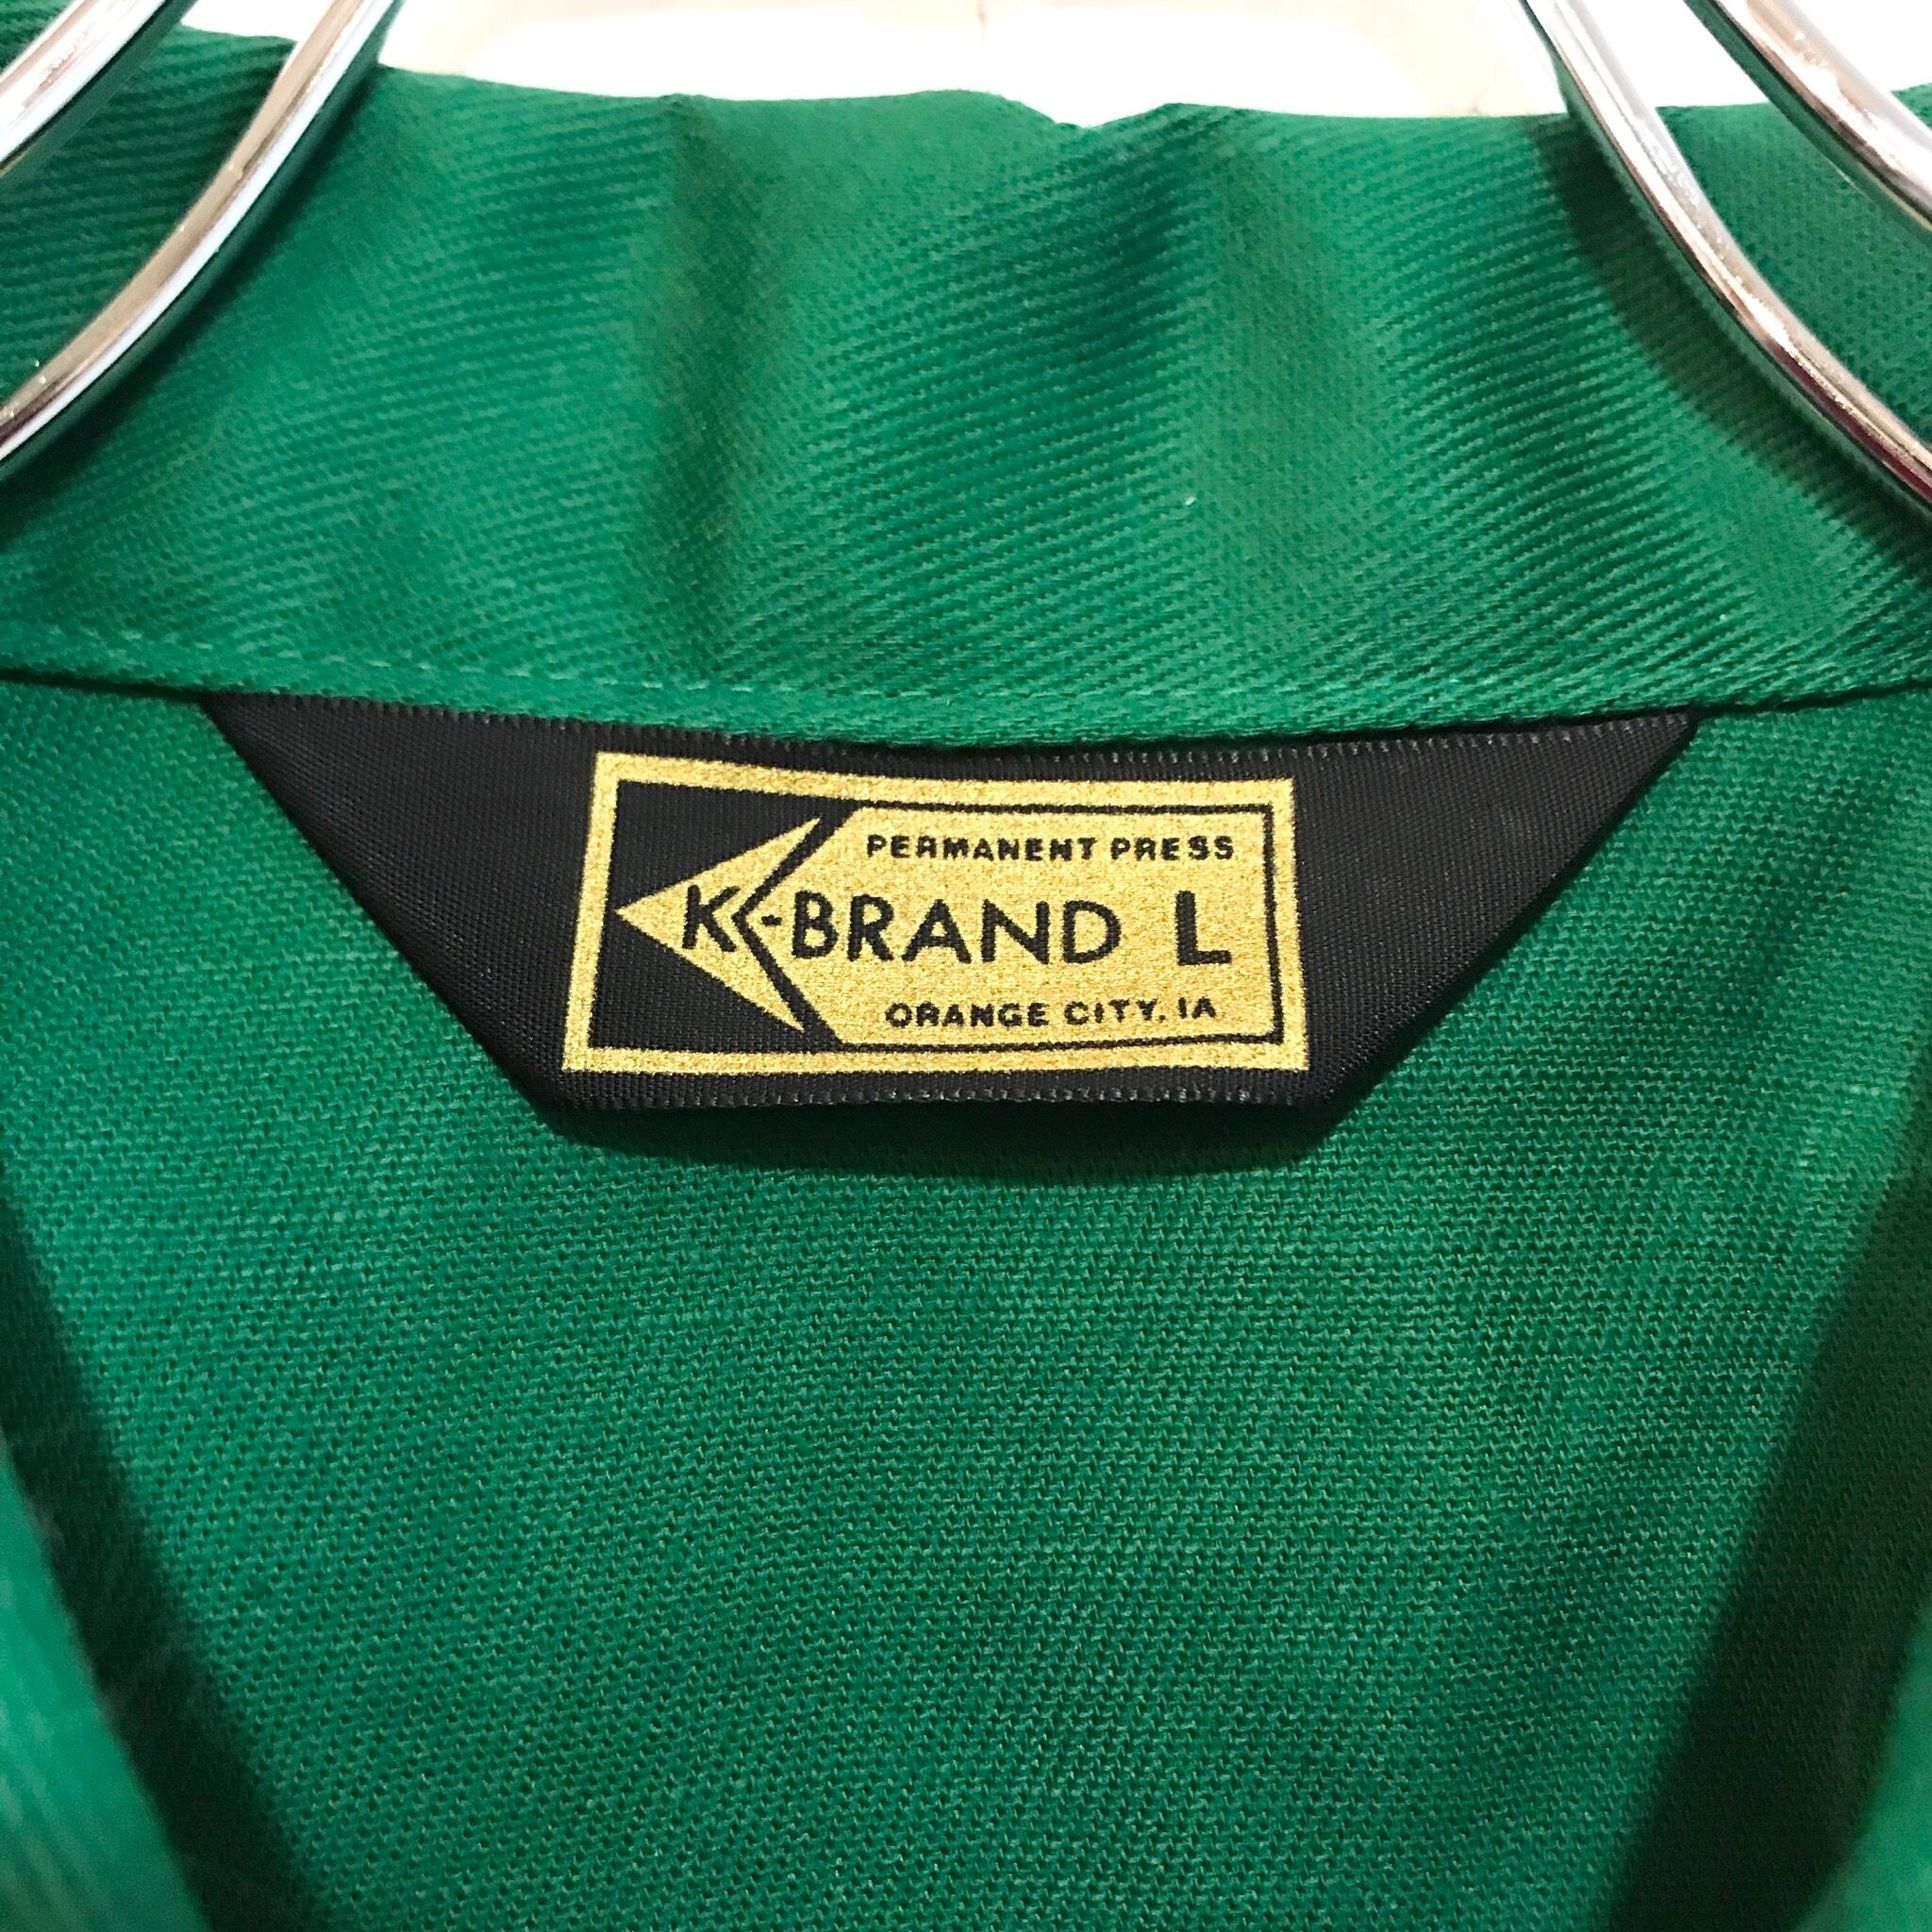 PERMANENT PRESS
K-BRAND L
ORANGE CITY, IA